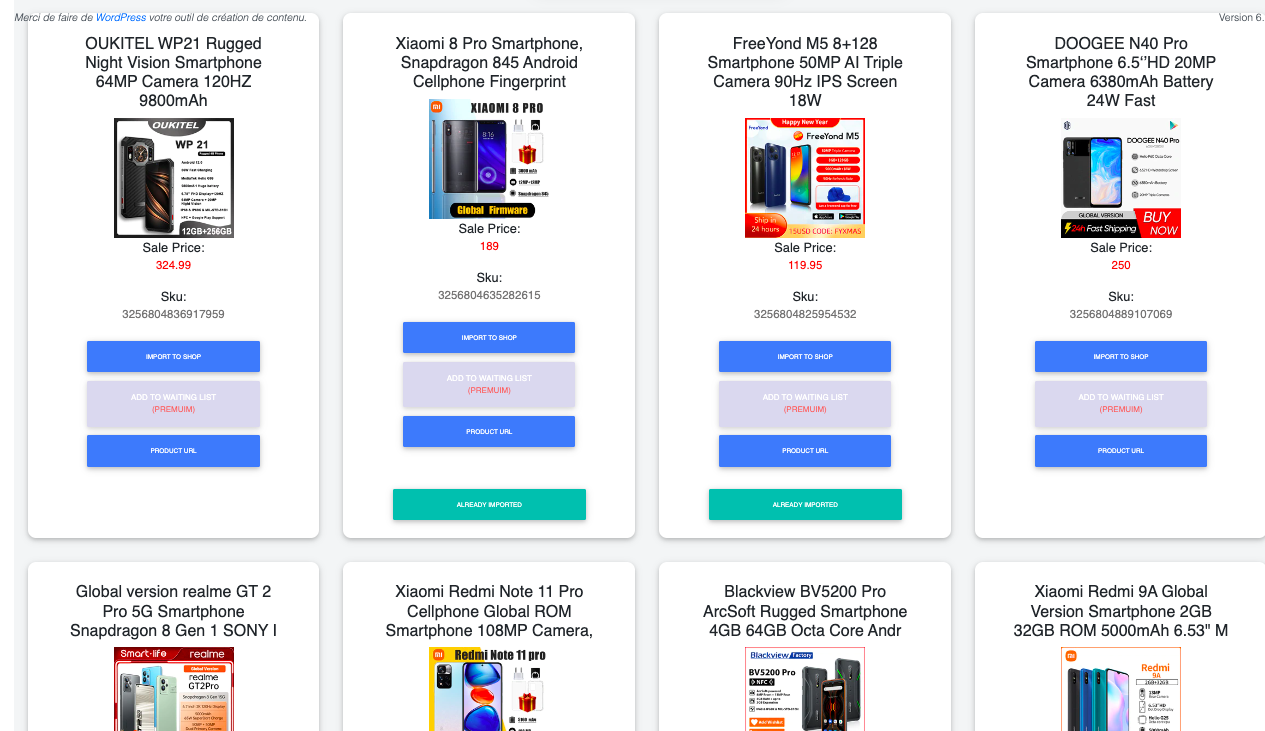 Merci de faire de WordPress votre outil de création de contenu.
Version 6.
OUKITEL WP21 Rugged
Night Vision Smartphone
64MP Camera 120HZ
9800mAh
OUKITEL
WP 21
12GB+256GB
Sale Price:
324.99
Sku:
3256804836917959
IMPORT TO SHOP
ADD TO WAITING LIST
(PREMUIM)
PRODUCT URL
Xiaomi 8 Pro Smartphone,
Snapdragon 845 Android
Cellphone Fingerprint
XIAOMI 8 PRO
Global Firmware
Sale Price:
189
Sku:
3256804635282615
IMPORT TO SHOP
ADD TO WAITING LIST
(PREMUIM)
PRODUCT URL
ALREADY IMPORTED
FreeYond M5 8+128
Smartphone 50MP AI Triple
Camera 90Hz IPS Screen
18W
Happy New Year
FreeYond
FreeYond M5
Ship in
24 hours
15USD CODE: FYXMAS
Sale Price:
119.95
Sku:
3256804825954532
IMPORT TO SHOP
ADD TO WAITING LIST
(PREMUIM)
PRODUCT URL
ALREADY IMPORTED
DOOGEE N40 Pro
Smartphone 6.5‘’HD 20MP
Camera 6380mAh Battery
24W Fast
DOOGEE N40 Pro
GLOBAL VERSION
24h Fast Shipping
BUY
NOW
Sale Price:
250
Sku:
3256804889107069
IMPORT TO SHOP
ADD TO WAITING LIST
(PREMUIM)
PRODUCT URL
Global version realme GT 2
Pro 5G Smartphone
Snapdragon 8 Gen 1 SONY I
Smart-life
realme
Global Version
realme
GT2Pro
Xiaomi Redmi Note 11 Pro
Cellphone Global ROM
Smartphone 108MP Camera,
Redmi Note 11 pro
Blackview BV5200 Pro
ArcSoft Rugged Smartphone
4GB 64GB Octa Core Andr
Blackview Factory
BV5200 Pro
NFC
Xiaomi Redmi 9A Global
Version Smartphone 2GB
32GB ROM 5000mAh 6.53" M
Redmi
9A
2GB+32GB
13MP
6.53" HD